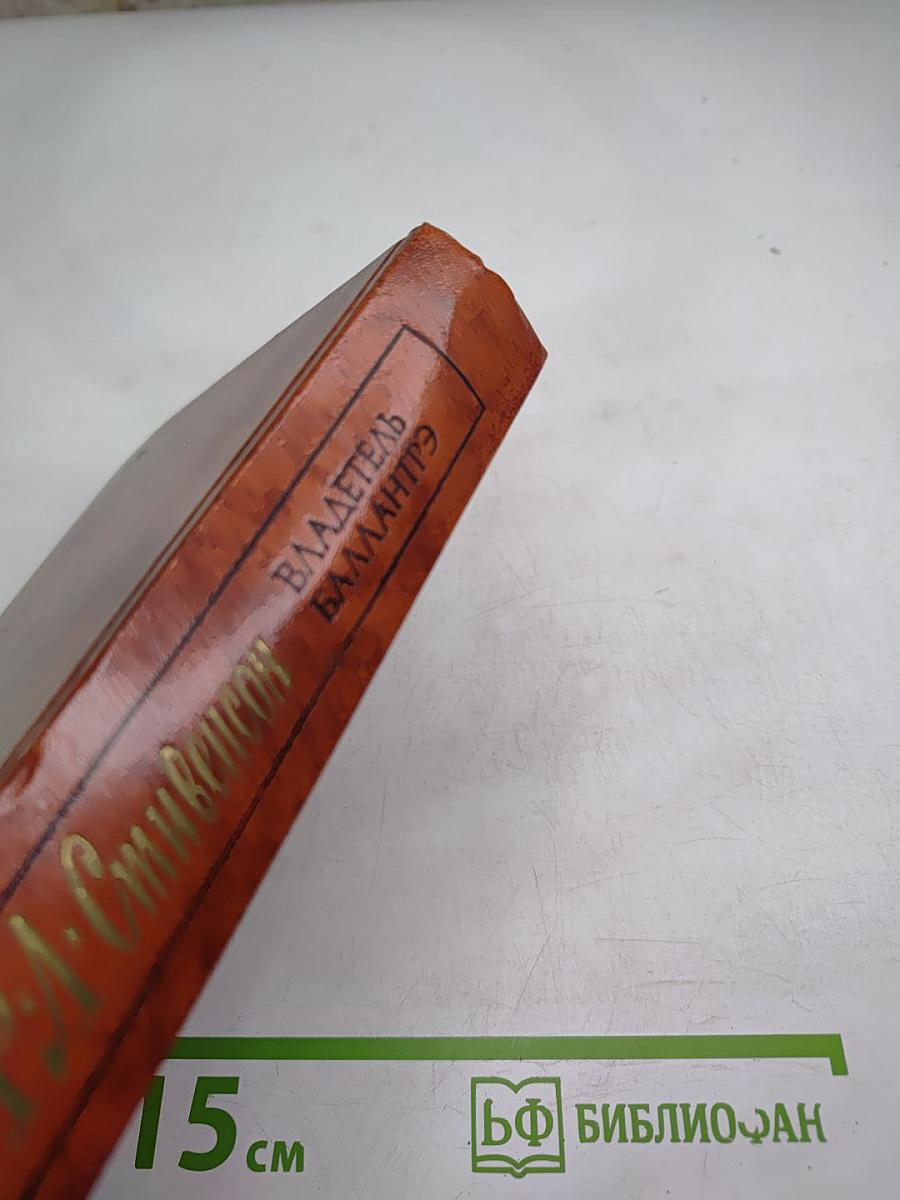 Р. Л. Стивенсон
ВЛАДЕТЕЛЬ
БАЛЛАНТРЭ
15 см
БФ БИБЛИОФАН